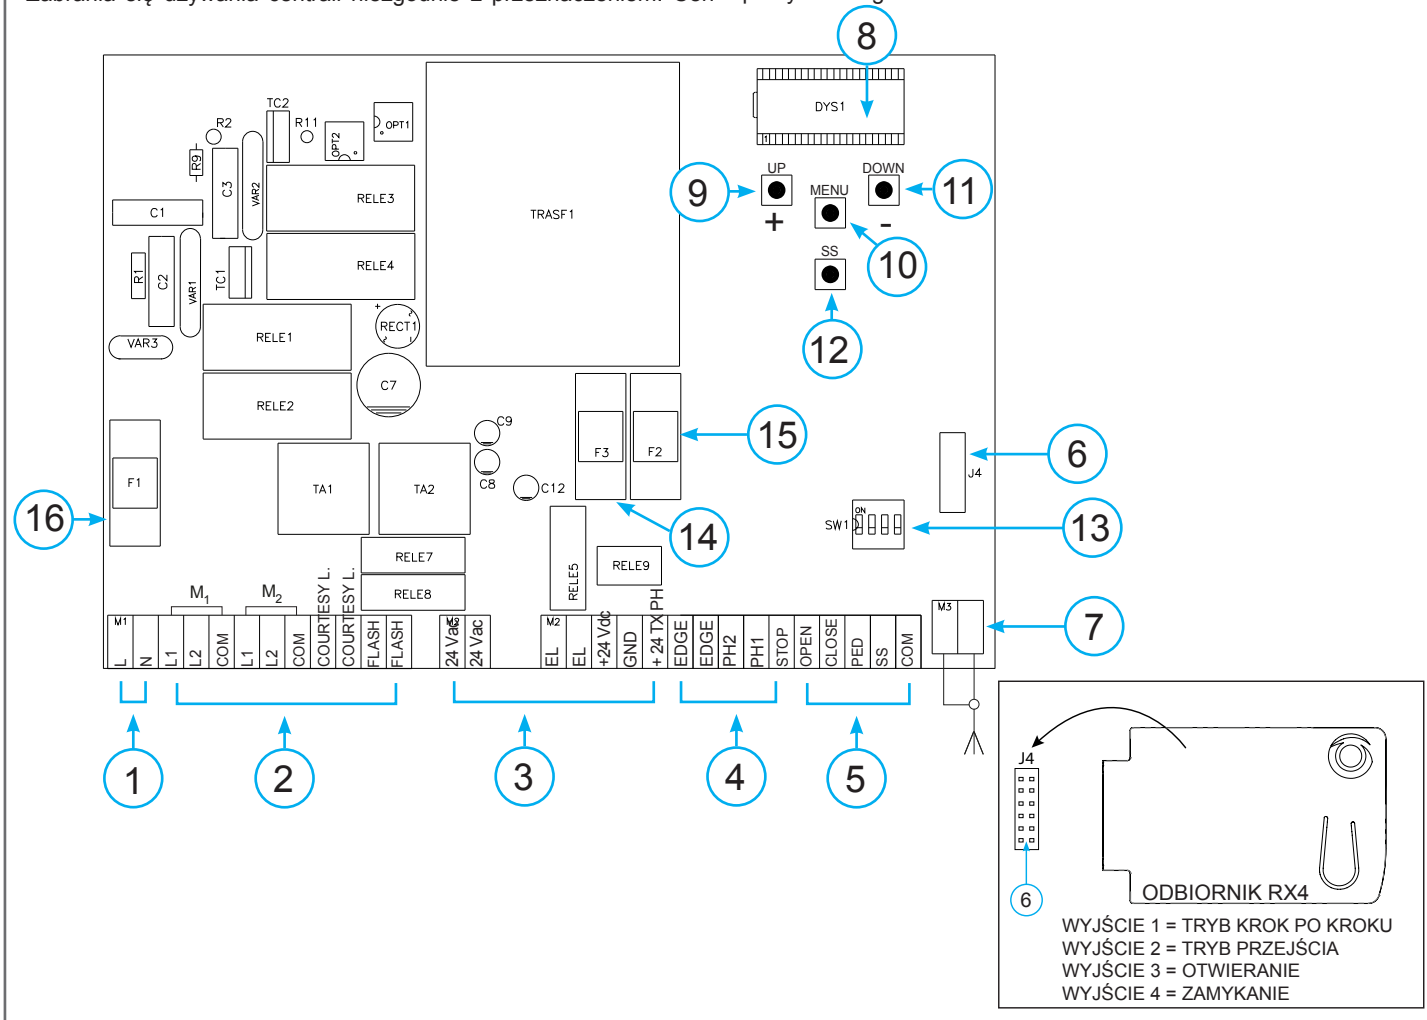 8
DYS1
1
TC2
R2
R11
OPT1
OPT2
R9
C3
VAR2
RELE3
TRASF1
UP
DOWN
MENU
9
11
+
-
C1
10
SS
R1
C2
VAR1
TC1
RELE4
12
RECT1
VAR3
RELE1
C7
RELE2
C9
F3
F2
15
6
J4
F1
TA1
TA2
C8
C12
16
14
ON
SW1
13
RELE7
RELE5
RELE9
RELE8
M1
M2
M1
L
N
L1
L2
COM
L1
L2
COM
COURTESY L.
COURTESY L.
FLASH
FLASH
24 Vac
24 Vac
M2
EL
EL
+24 Vdc
GND
+ 24 TX PH
EDGE
EDGE
PH2
PH1
STOP
OPEN
CLOSE
PED
SS
COM
M3
7
1
2
3
4
5
J4
6
ODBIORNIK RX4
WYJŚCIE 1 = TRYB KROK PO KROKU
WYJŚCIE 2 = TRYB PRZEJŚCIA
WYJŚCIE 3 = OTWIERANIE
WYJŚCIE 4 = ZAMYKANIE